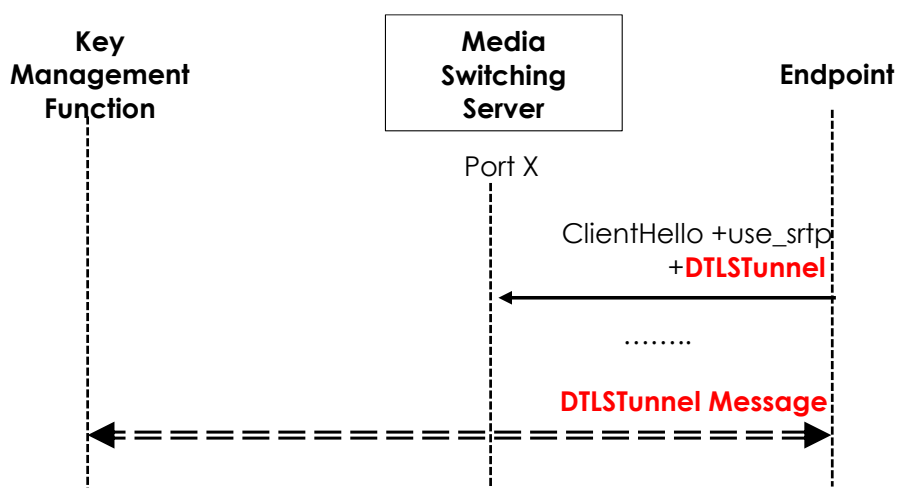 Key
Management
Function
Media
Switching
Server
Endpoint
Port X
ClientHello +use_srtp
+DTLSTunnel
........
DTLSTunnel Message